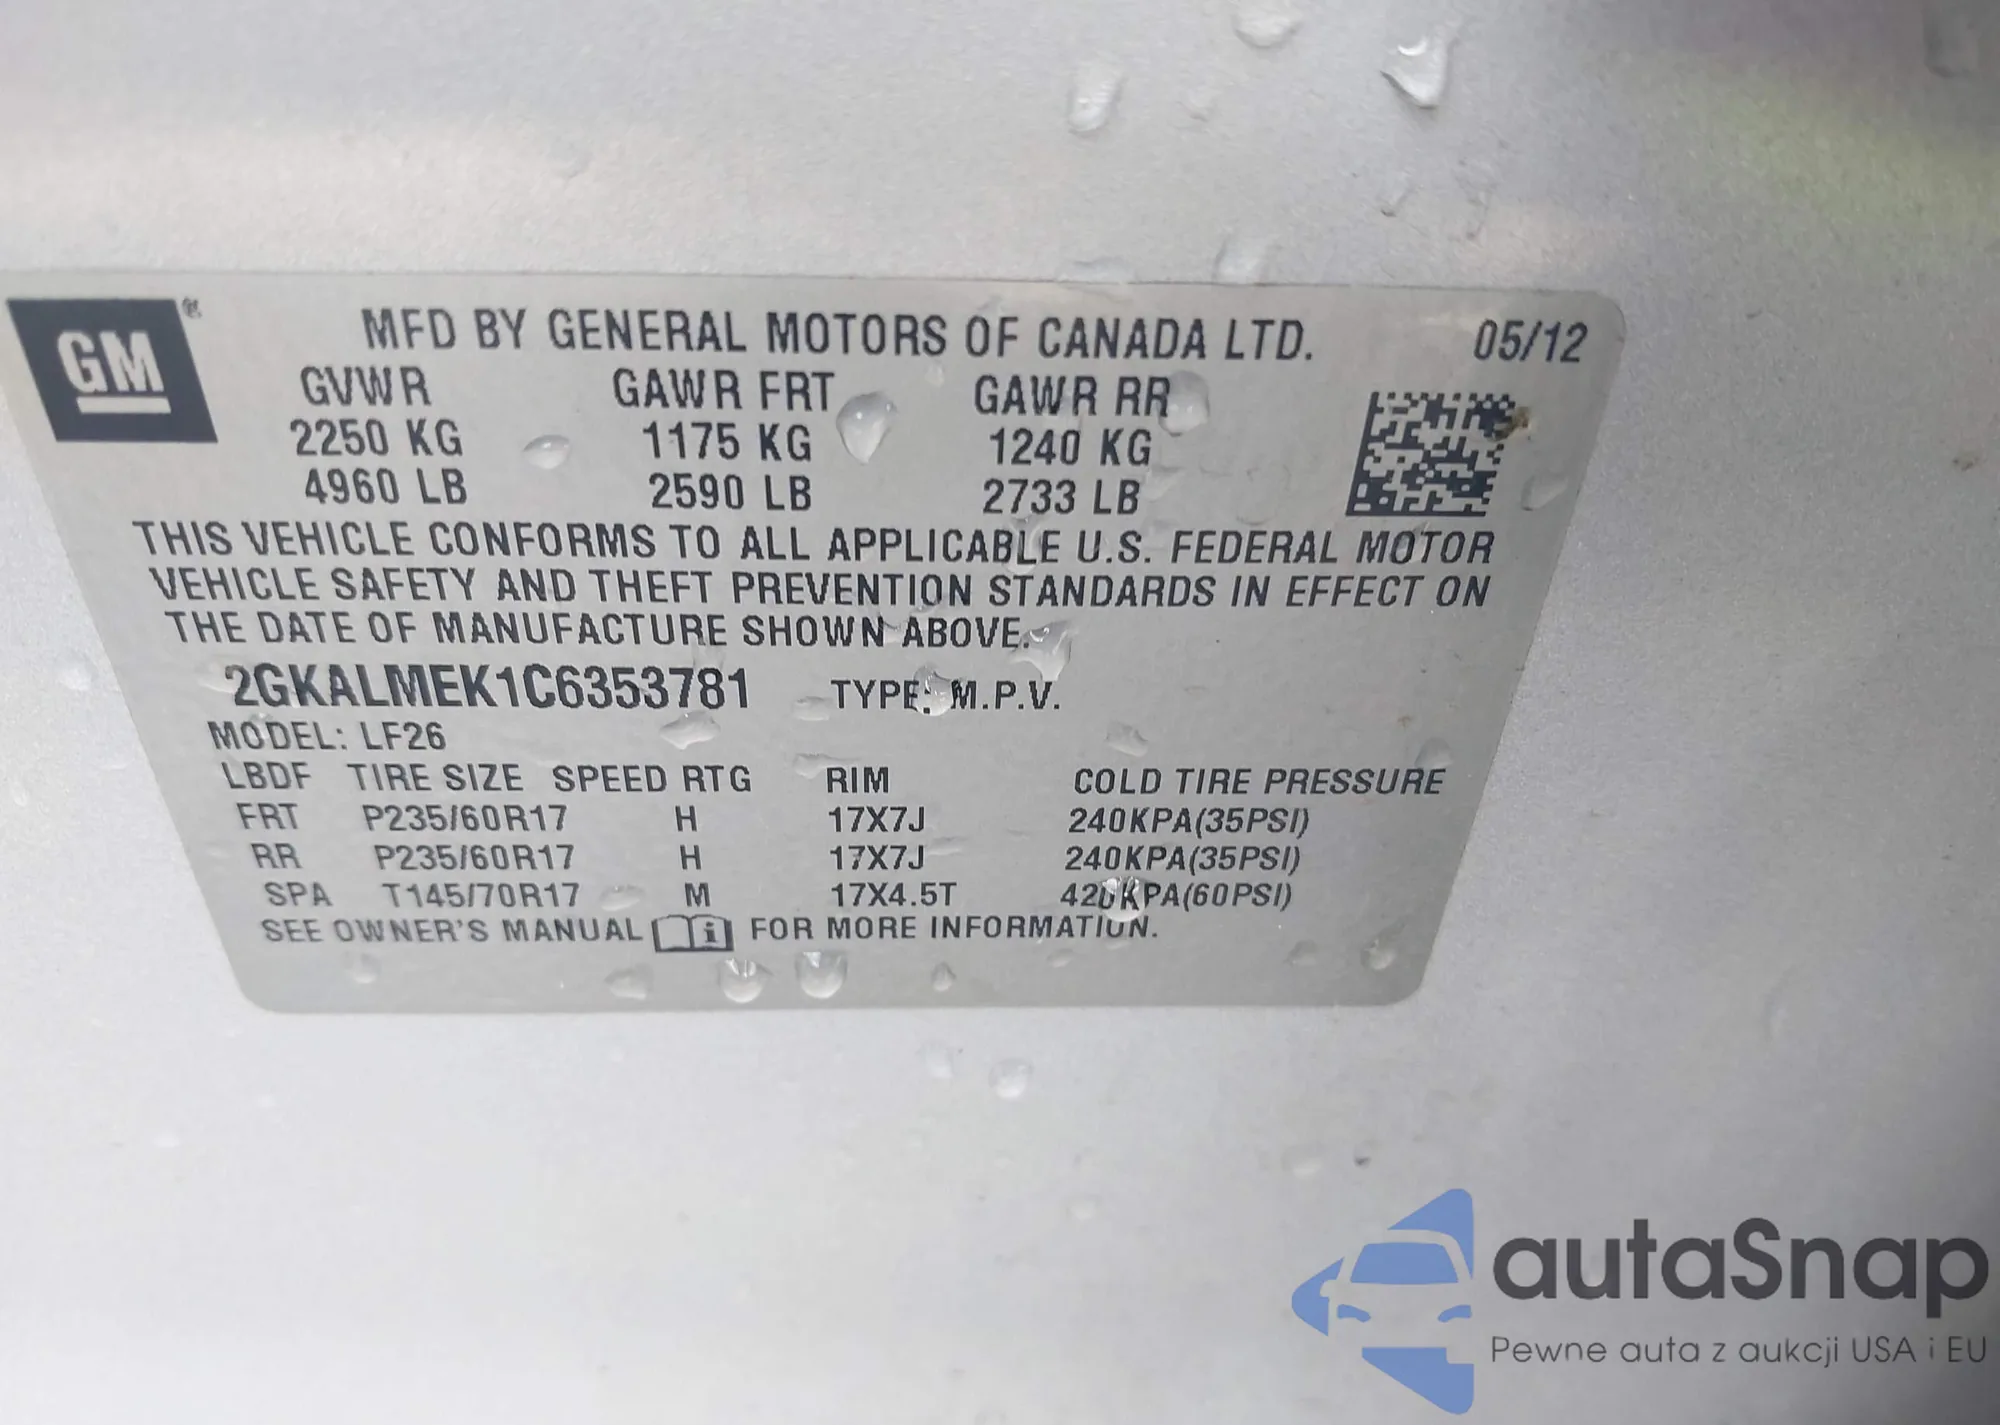 GM ®
MFD BY GENERAL MOTORS OF CANADA LTD. 05/12
GVWR GAWR FRT GAWR RR
2250 KG 1175 KG 1240 KG
4960 LB 2590 LB 2733 LB
THIS VEHICLE CONFORMS TO ALL APPLICABLE U.S. FEDERAL MOTOR
VEHICLE SAFETY AND THEFT PREVENTION STANDARDS IN EFFECT ON
THE DATE OF MANUFACTURE SHOWN ABOVE.
2GKALMEK1C6353781 TYPE: M.P.V.
MODEL: LF26
LBDF TIRE SIZE SPEED RTG RIM COLD TIRE PRESSURE
FRT P235/60R17 H 17X7J 240KPA(35PSI)
RR P235/60R17 H 17X7J 240KPA(35PSI)
SPA T145/70R17 M 17X4.5T 420KPA(60PSI)
SEE OWNER'S MANUAL i FOR MORE INFORMATION.
autaSnap
Pewne auta z aukcji USA i EU